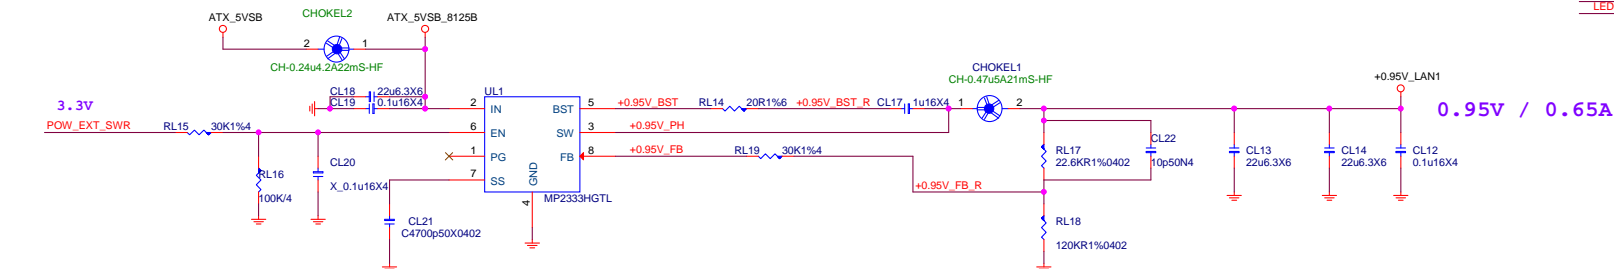 LED
ATX_5VSB
CHOKEL2
ATX_5VSB_8125B
2
1
CH-0.24u4.2A22mS-HF
CL18
22u6.3X6
CL19
0.1u16X4
3.3V
POW_EXT_SWR
RL15
30K1%4
RL16
100K/4
CL20
X_0.1u16X4
UL1
2
IN
6
EN
1
PG
7
SS
GND
4
BST
5
SW
3
FB
8
MP2333HGTL
CL21
C4700p50X0402
+0.95V_BST
RL14
20R1%6
+0.95V_BST_R
CL17
1u16X4
+0.95V_PH
+0.95V_FB
RL19
30K1%4
+0.95V_FB_R
CHOKEL1
CH-0.47u5A21mS-HF
1
2
RL17
22.6KR1%0402
CL22
10p50N4
RL18
120KR1%0402
CL13
22u6.3X6
CL14
22u6.3X6
+0.95V_LAN1
CL12
0.1u16X4
0.95V / 0.65A